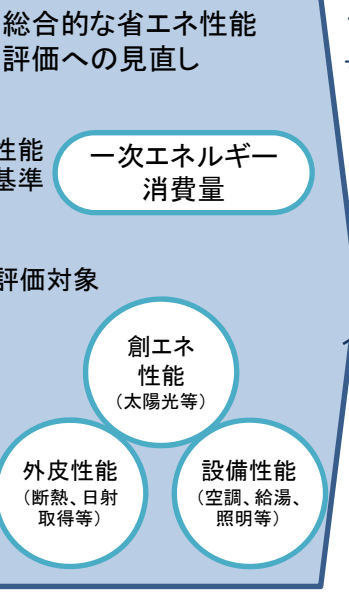 総合的な省エネ性能
評価への見直し
性能
基準
一次エネルギー
消費量
評価対象
創エネ
性能
(太陽光等)
外皮性能
(断熱、日射
取得等)
設備性能
(空調、給湯、
照明等)